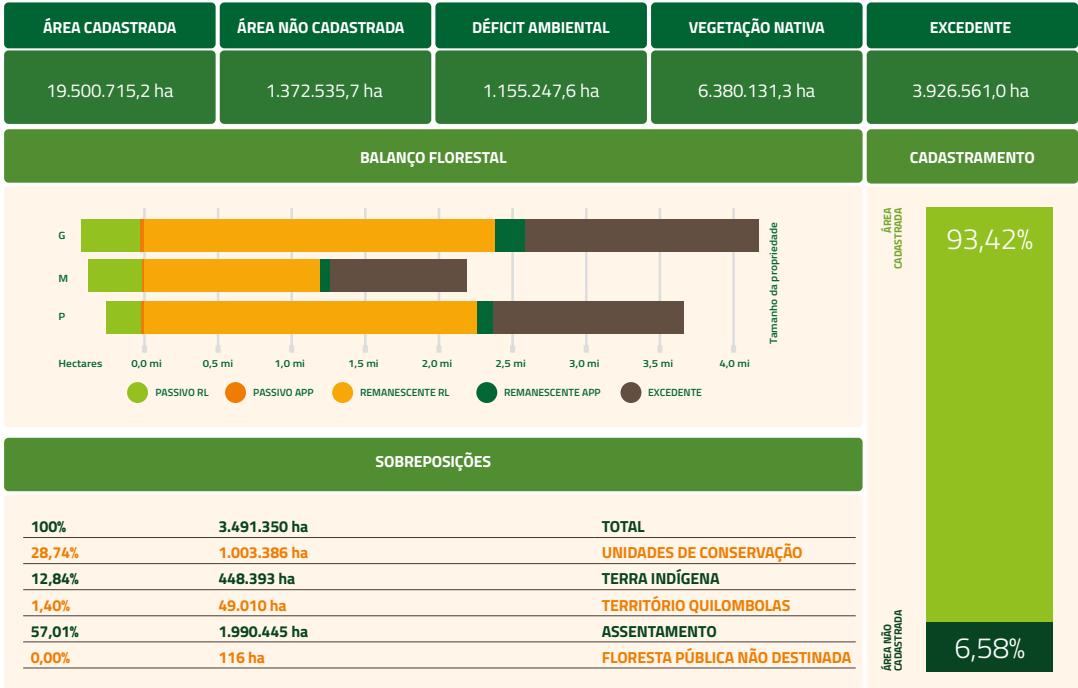 ÁREA CADASTRADA
ÁREA NÃO CADASTRADA
DÉFICIT AMBIENTAL
VEGETAÇÃO NATIVA
EXCEDENTE
19.500.715,2 ha
1.372.535,7 ha
1.155.247,6 ha
6.380.131,3 ha
3.926.561,0 ha
BALANÇO FLORESTAL
G
M
P
Tamanho da propriedade
Hectares
0,0 mi
0,5 mi
1,0 mi
1,5 mi
2,0 mi
2,5 mi
3,0 mi
3,5 mi
4,0 mi
PASSIVO RL
PASSIVO APP
REMANESCENTE RL
REMANESCENTE APP
EXCEDENTE
CADASTRAMENTO
ÁREA
CADASTRADA
93,42%
ÁREA NÃO
CADASTRADA
6,58%
SOBREPOSIÇÕES
100% 3.491.350 ha TOTAL
28,74% 1.003.386 ha UNIDADES DE CONSERVAÇÃO
12,84% 448.393 ha TERRA INDÍGENA
1,40% 49.010 ha TERRITÓRIO QUILOMBOLAS
57,01% 1.990.445 ha ASSENTAMENTO
0,00% 116 ha FLORESTA PÚBLICA NÃO DESTINADA